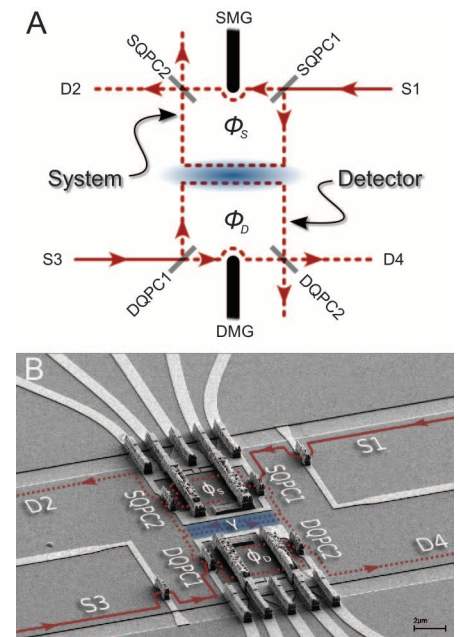 A
SMG
SQPC2
SQPC1
D2
S1
ΦS
System
Detector
ΦD
S3
D4
DQPC1
DQPC2
DMG
B
S1
D2
SQPC2
Φs
SQPC1
γ
DQPC1
ΦD
DQPC2
D4
S3
2μm